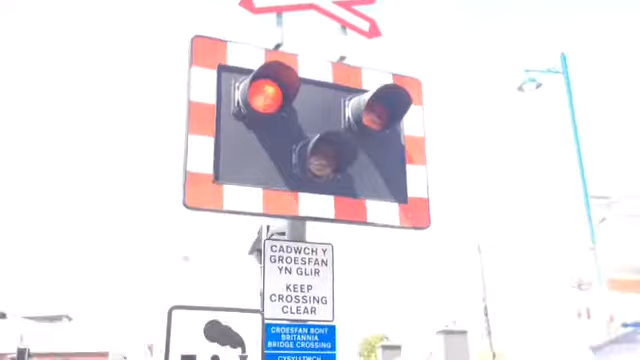 CADWCH Y
GROESFAN
YN GLIR
KEEP
CROSSING
CLEAR
CROESFAN BONT
BRITANNIA
BRIDGE CROSSING